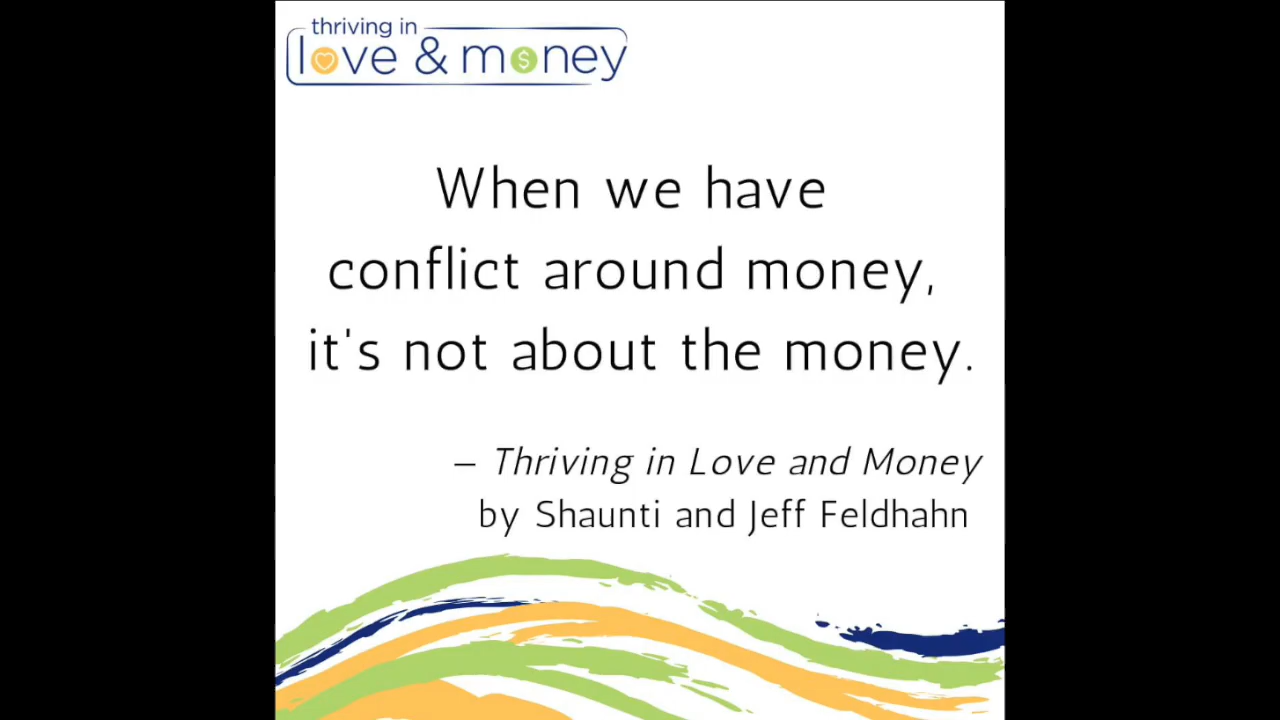 thriving in
love & money
When we have
conflict around money,
it's not about the money.
– Thriving in Love and Money
by Shaunti and Jeff Feldhahn